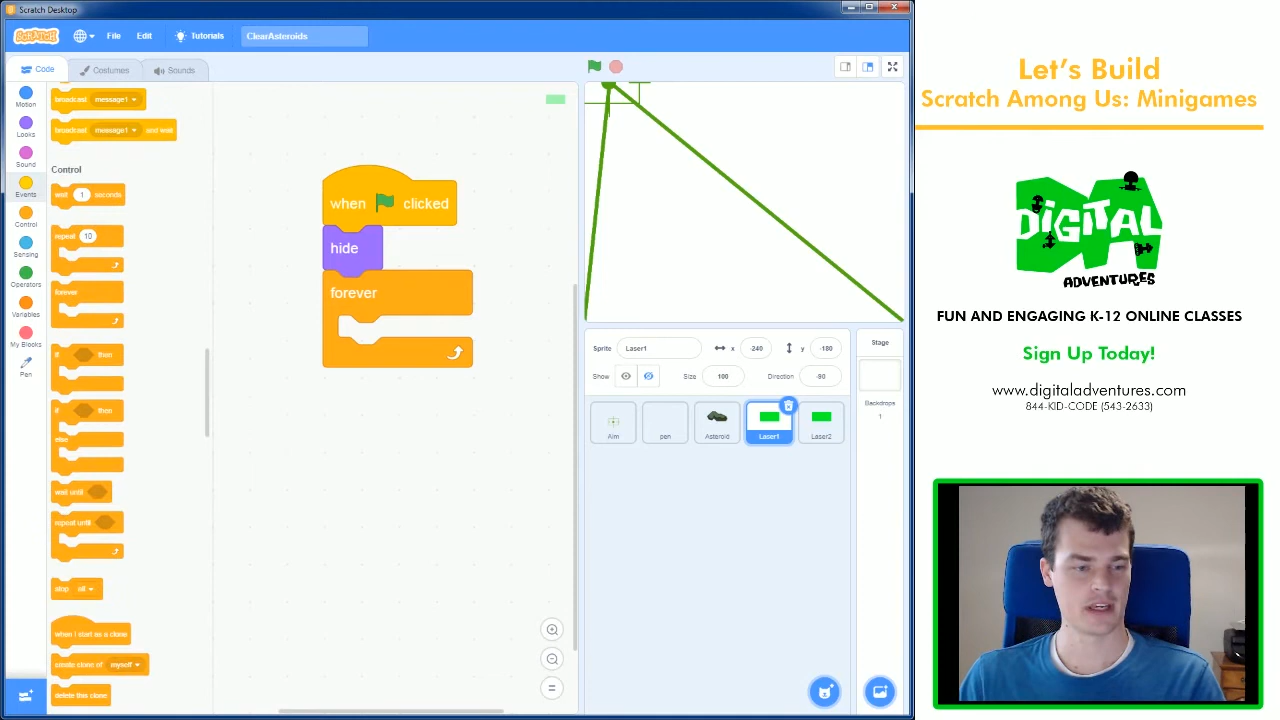 Scratch Desktop
SCRATCH
File
Edit
Tutorials
ClearAsteroids
Code
Costumes
Sounds
Motion
Looks
Sound
Events
Control
Sensing
Operators
Variables
My Blocks
Pen
broadcast message1
broadcast message1 and wait
Control
wait 1 seconds
repeat 10
forever
if then
if then
else
wait until
repeat until
stop all
when I start as a clone
create clone of myself
delete this clone
when clicked
hide
forever
Sprite Laser1 x -240 y -180
Show Size 100 Direction -90
Aim
pen
Asteroid
Laser1
Laser2
Stage
Backdrops
1
Let's Build
Scratch Among Us: Minigames
DiGiTAL
ADVENTURES
FUN AND ENGAGING K-12 ONLINE CLASSES
Sign Up Today!
www.digitaladventures.com
844-KID-CODE (543-2633)